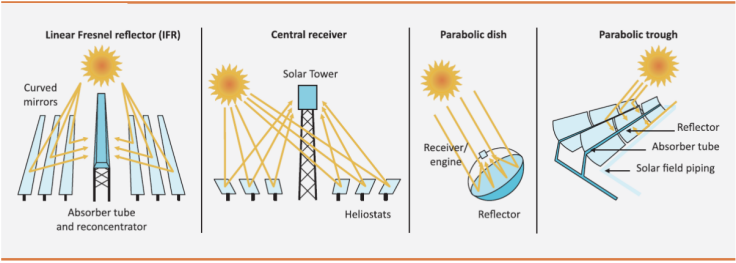 Linear Fresnel reflector (IFR)
Curved
mirrors
Absorber tube
and reconcentrator
Central receiver
Solar Tower
Heliostats
Parabolic dish
Receiver/
engine
Reflector
Parabolic trough
Reflector
Absorber tube
Solar field piping